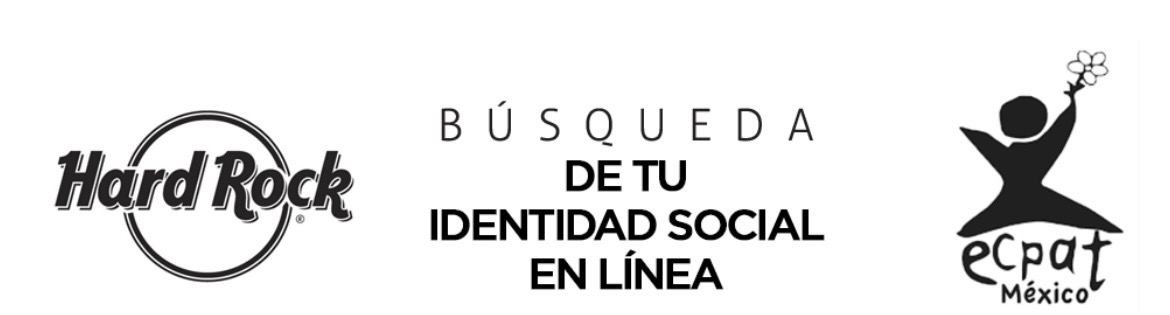 Hard Rock
®
BÚSQUEDA
DE TU
IDENTIDAD SOCIAL
EN LÍNEA
ecpat
México